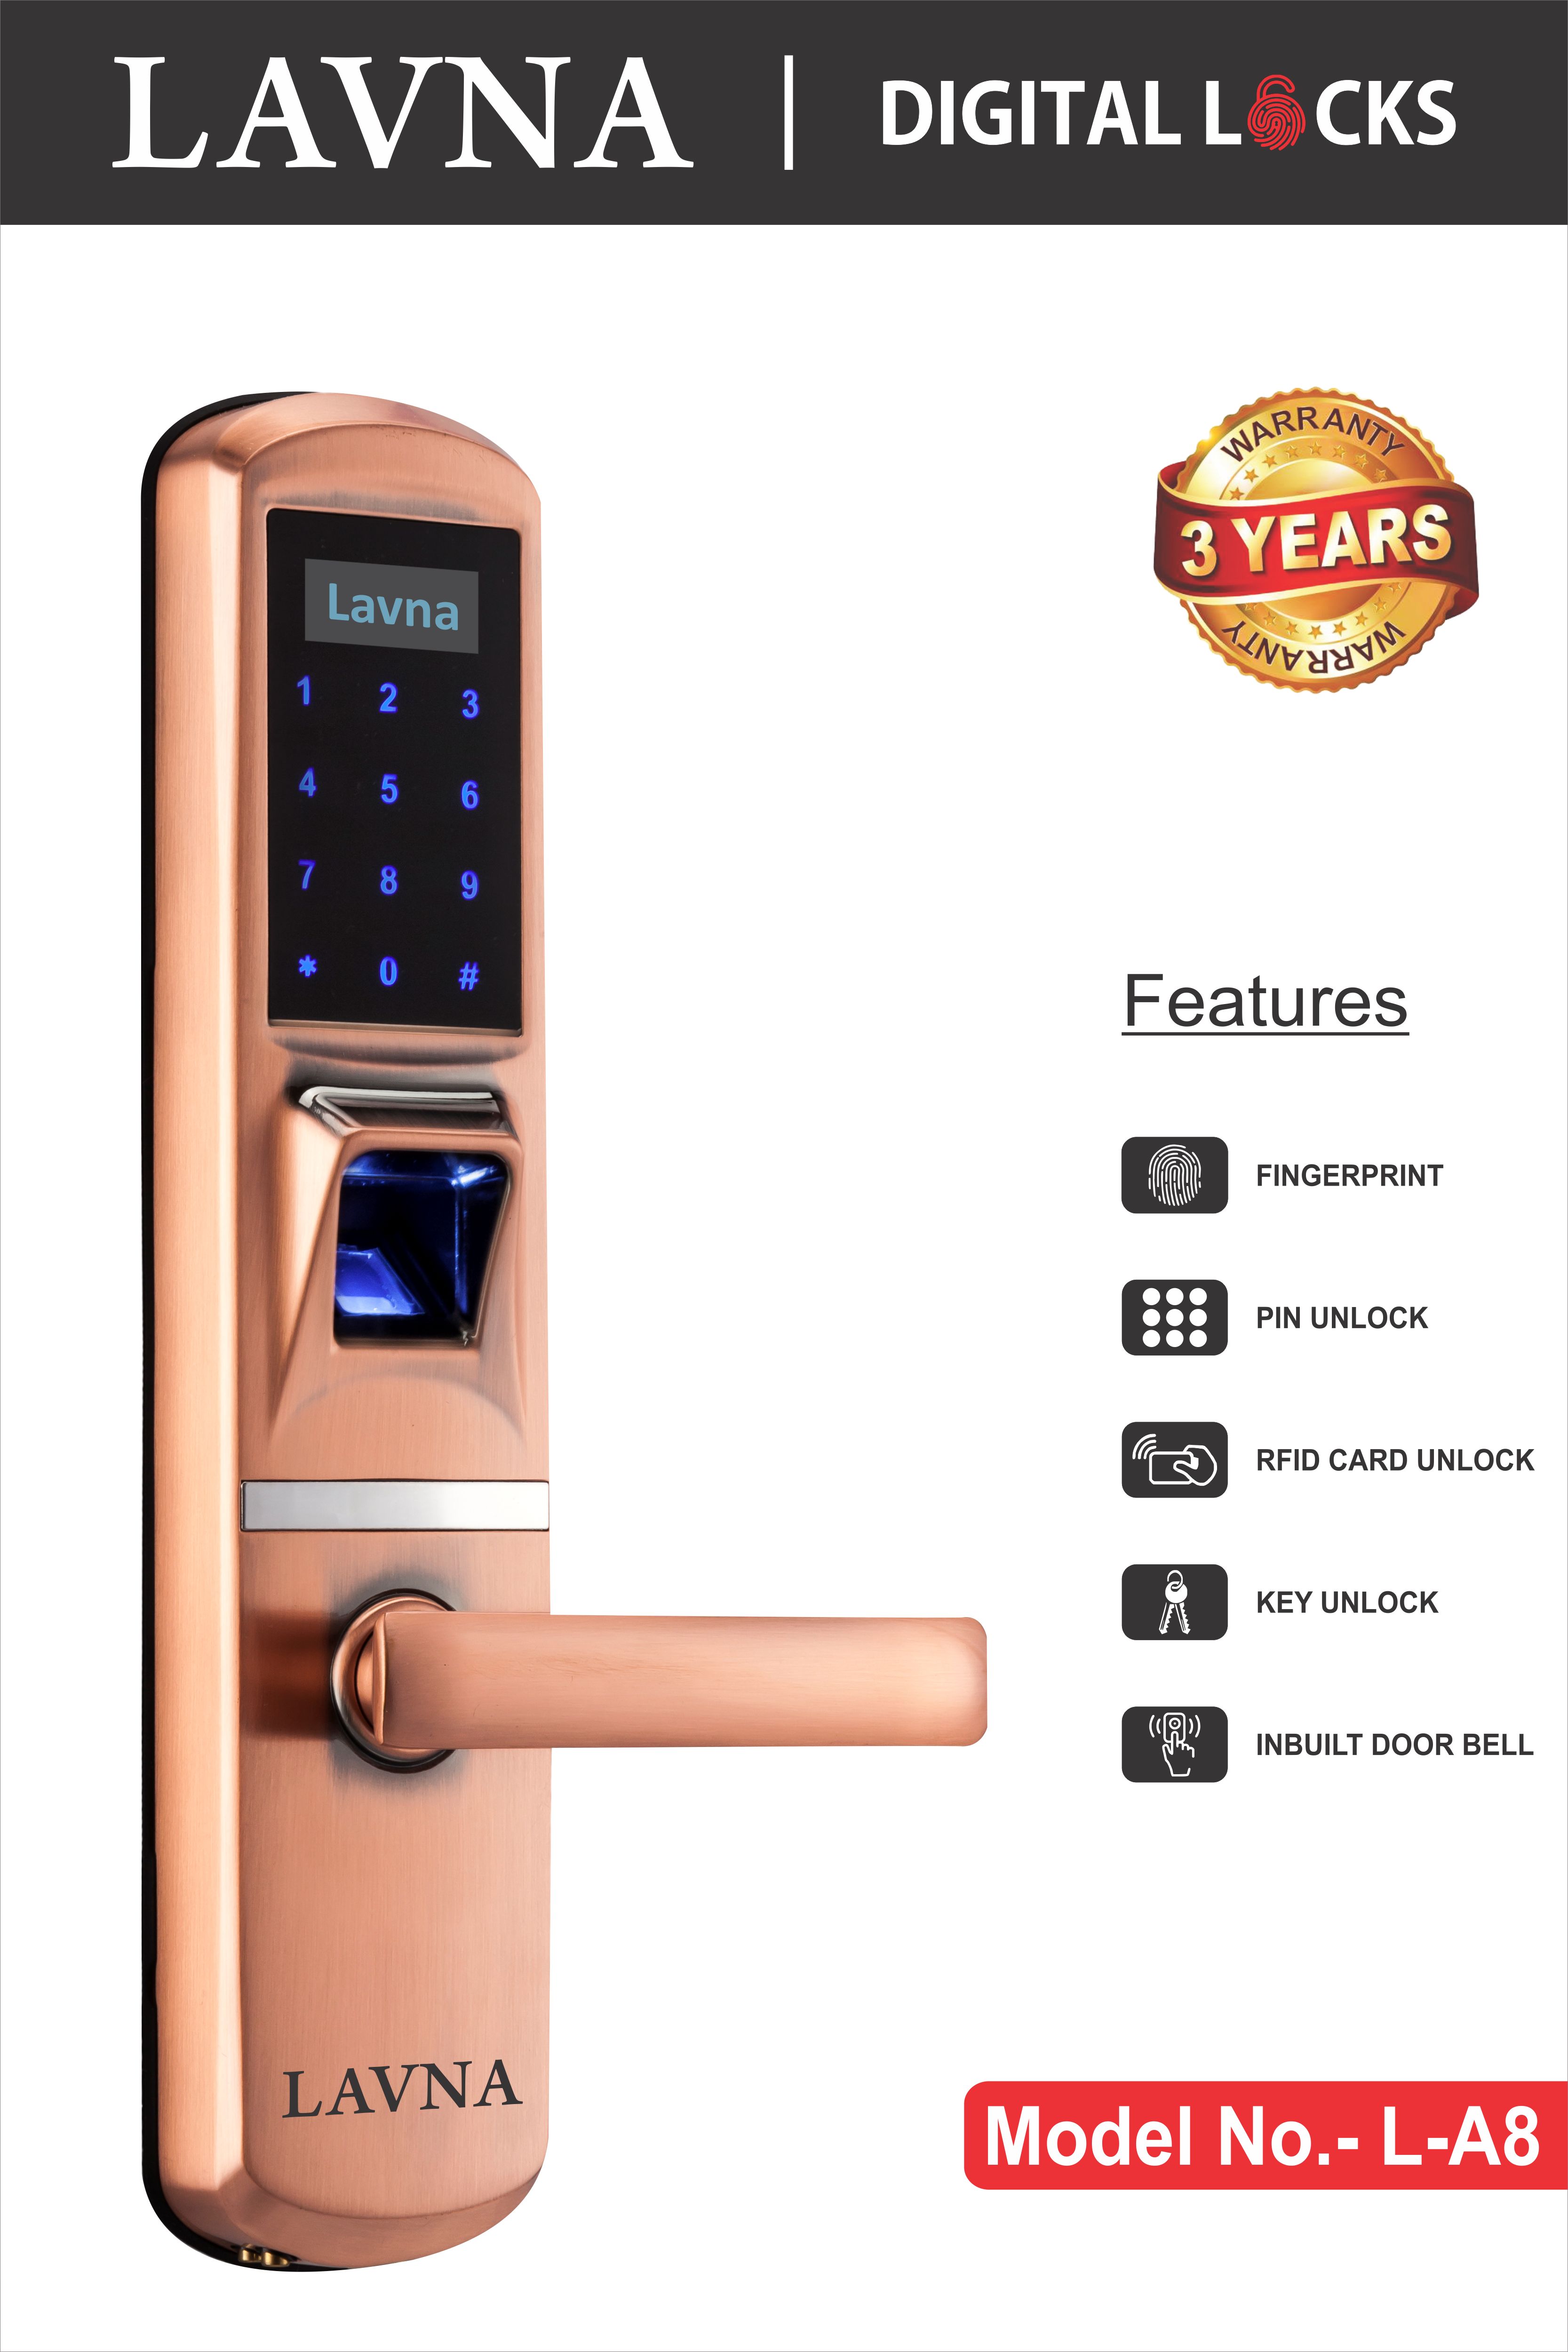 LAVNA | DIGITAL LOCKS
WARRANTY
3 YEARS
WARRANTY
Lavna
1 2 3
4 5 6
7 8 9
* 0 #
Features
FINGERPRINT
PIN UNLOCK
RFID CARD UNLOCK
KEY UNLOCK
INBUILT DOOR BELL
LAVNA
Model No.- L-A8